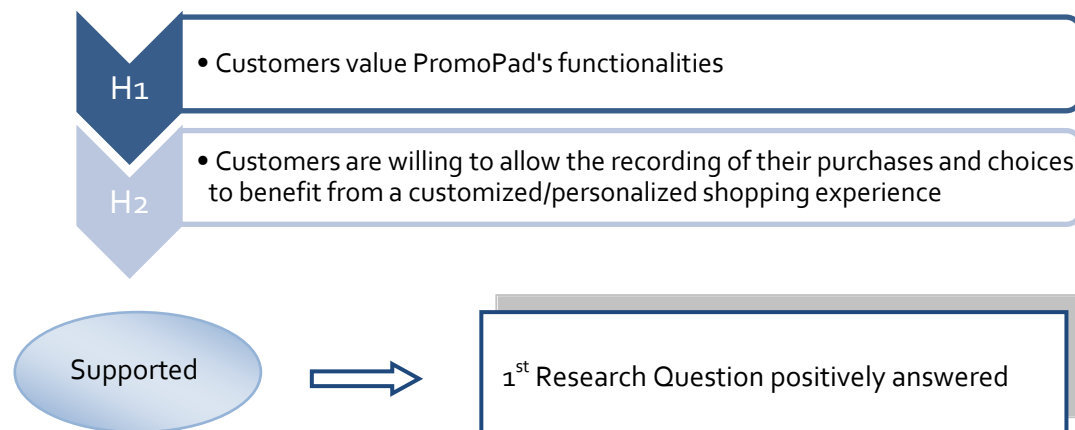 H1
• Customers value PromoPad's functionalities
H2
• Customers are willing to allow the recording of their purchases and choices
to benefit from a customized/personalized shopping experience
Supported
1st Research Question positively answered